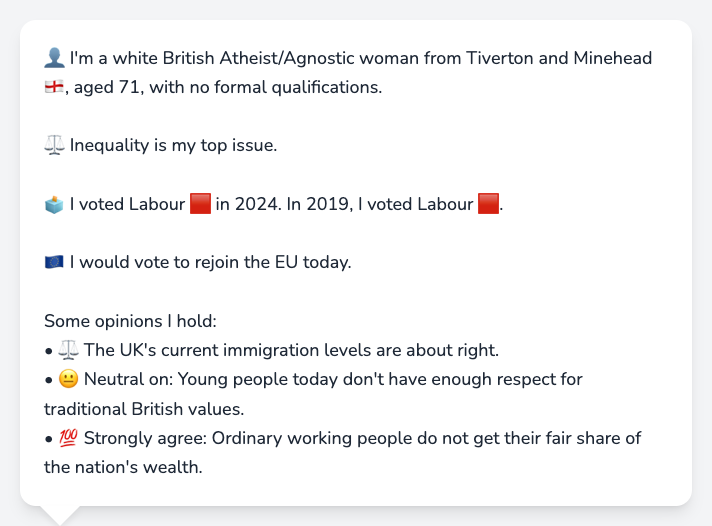 👤 I'm a white British Atheist/Agnostic woman from Tiverton and Minehead
🏴󠁧󠁢󠁥󠁮󠁧󠁿, aged 71, with no formal qualifications.
⚖️ Inequality is my top issue.
🗳️ I voted Labour 🟥 in 2024. In 2019, I voted Labour 🟥.
🇪🇺 I would vote to rejoin the EU today.
Some opinions I hold:
• ⚖️ The UK's current immigration levels are about right.
• 😐 Neutral on: Young people today don't have enough respect for
traditional British values.
• 💯 Strongly agree: Ordinary working people do not get their fair share of
the nation's wealth.